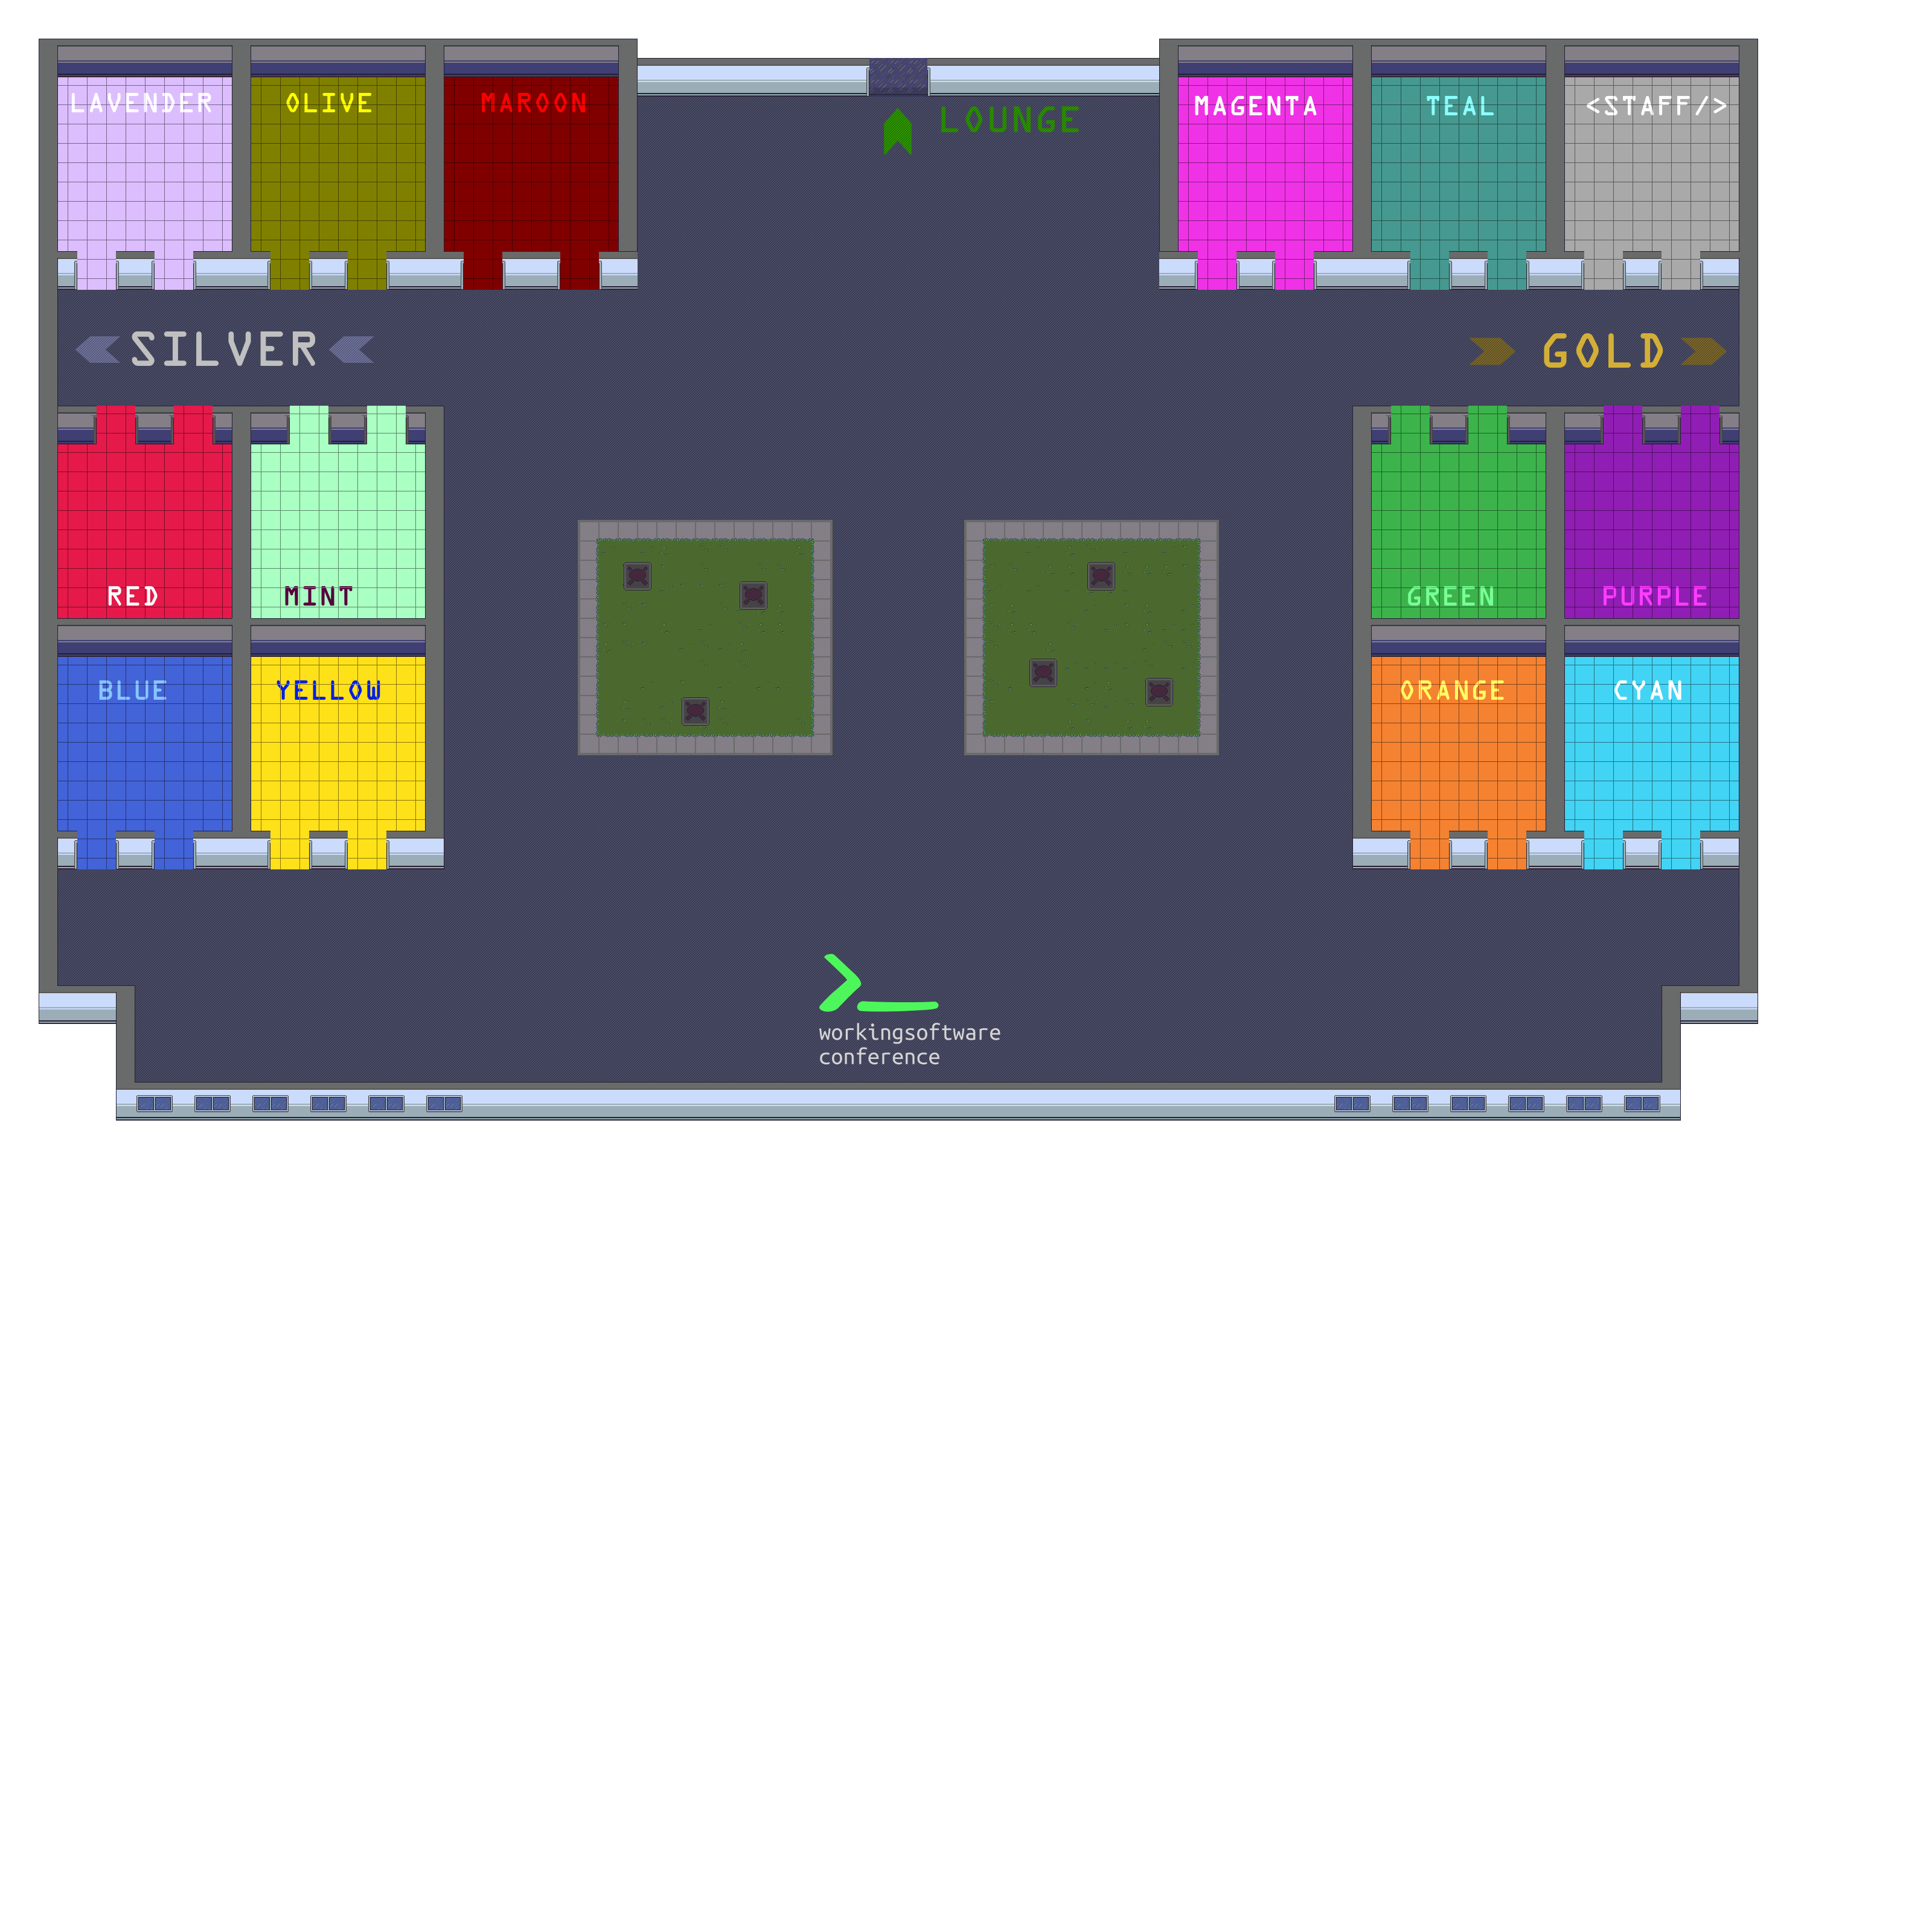 LAVENDER
OLIVE
MAROON
LOUNGE
MAGENTA
TEAL
<STAFF/>
SILVER
GOLD
RED
MINT
GREEN
PURPLE
BLUE
YELLOW
ORANGE
CYAN
>_
workingsoftware
conference